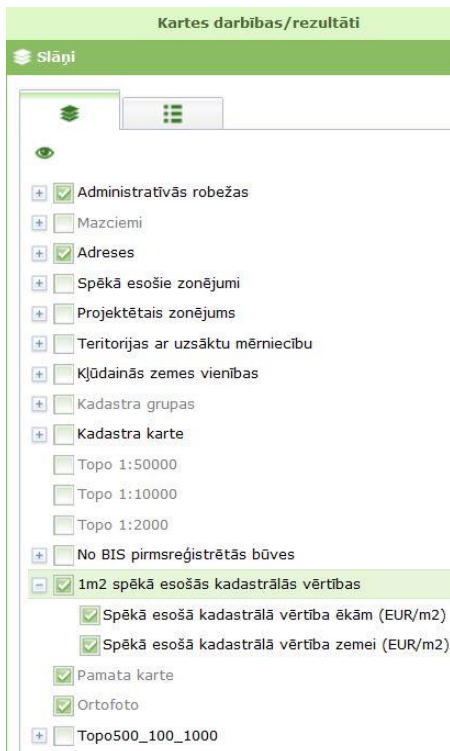 Kartes darbības/rezultāti
Slāņi
Administratīvās robežas
Mazciemi
Adreses
Spēkā esošie zonējumi
Projektētais zonējums
Teritorijas ar uzsāktu mērniecību
Kļūdainās zemes vienības
Kadastra grupas
Kadastra karte
Topo 1:50000
Topo 1:10000
Topo 1:2000
No BIS pirmsreģistrētās būves
1m2 spēkā esošās kadastrālās vērtības
Spēkā esošā kadastrālā vērtība ēkām (EUR/m2)
Spēkā esošā kadastrālā vērtība zemei (EUR/m2)
Pamata karte
Ortofoto
Topo500_100_1000